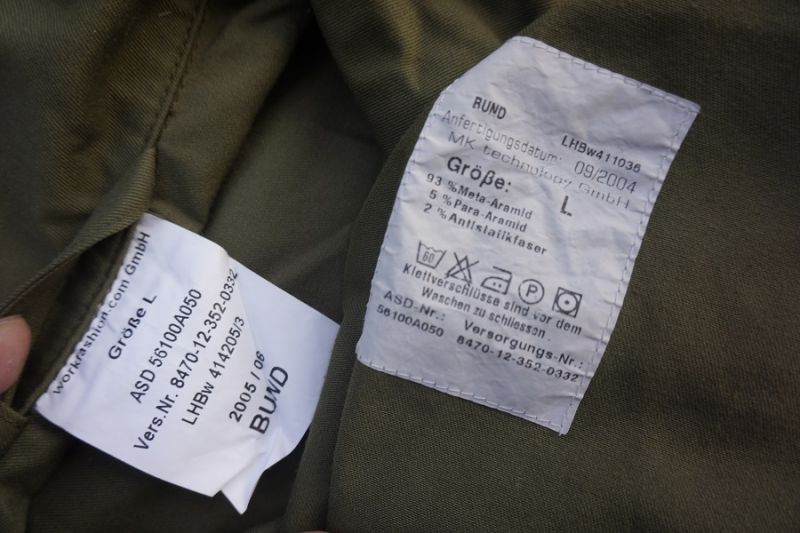 workfashion.com GmbH
Größe L
ASD 56100A050
Vers.Nr. 8470-12-352-0332
LHBw 414205/3
2005 / 06
BUND
BUND LHBw411036
Anfertigungsdatum: 09/2004
MK technology GmbH
Größe: L
93 %Meta-Aramid
5 %Para-Aramid
2 %Antistatikfaser
60 P
Klettverschlüsse sind vor dem
Waschen zu schliessen
ASD-Nr.: Versorgungs-Nr.:
56100A050 8470-12-352-0332